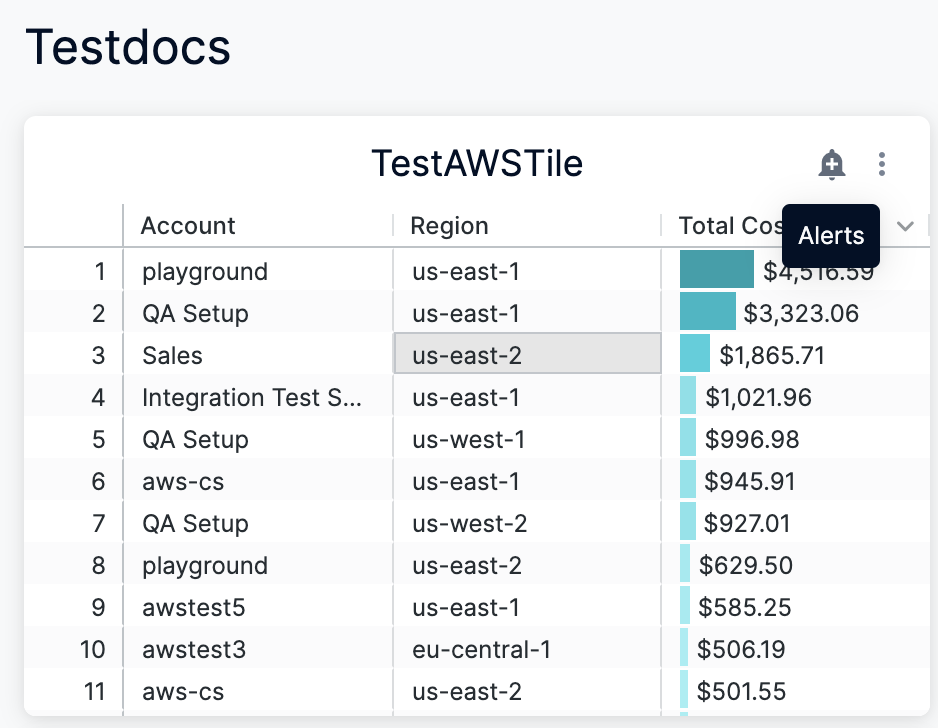 Testdocs
TestAWSTile
Account Region Total Cos
Alerts
1 playground us-east-1 $4,516.59
2 QA Setup us-east-1 $3,323.06
3 Sales us-east-2 $1,865.71
4 Integration Test S... us-east-1 $1,021.96
5 QA Setup us-west-1 $996.98
6 aws-cs us-east-1 $945.91
7 QA Setup us-west-2 $927.01
8 playground us-east-2 $629.50
9 awstest5 us-east-1 $585.25
10 awstest3 eu-central-1 $506.19
11 aws-cs us-east-2 $501.55